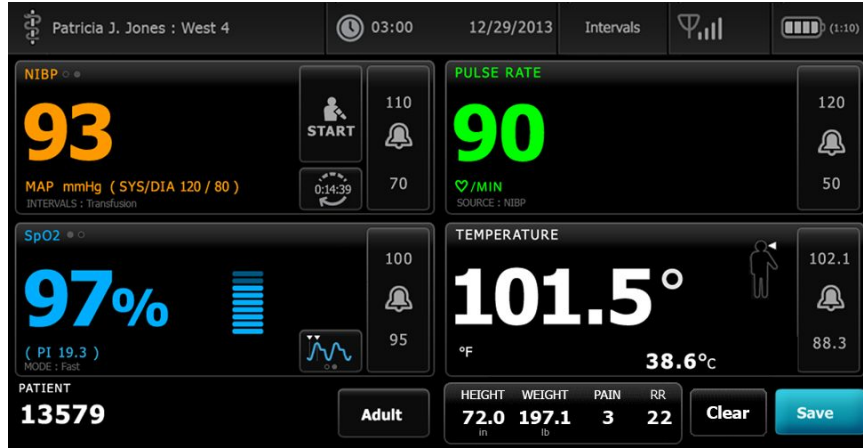 Patricia J. Jones : West 4 03:00 12/29/2013 Intervals (1:10)
NIBP
93
MAP mmHg ( SYS/DIA 120 / 80 )
INTERVALS : Transfusion
START
0:14:39
110
70
PULSE RATE
90
/MIN
SOURCE : NIBP
120
50
SpO2
97%
( PI 19.3 )
MODE : Fast
100
95
TEMPERATURE
101.5°
°F
38.6°C
102.1
88.3
PATIENT
13579
Adult
HEIGHT WEIGHT PAIN RR
72.0 197.1 3 22
in lb
Clear
Save